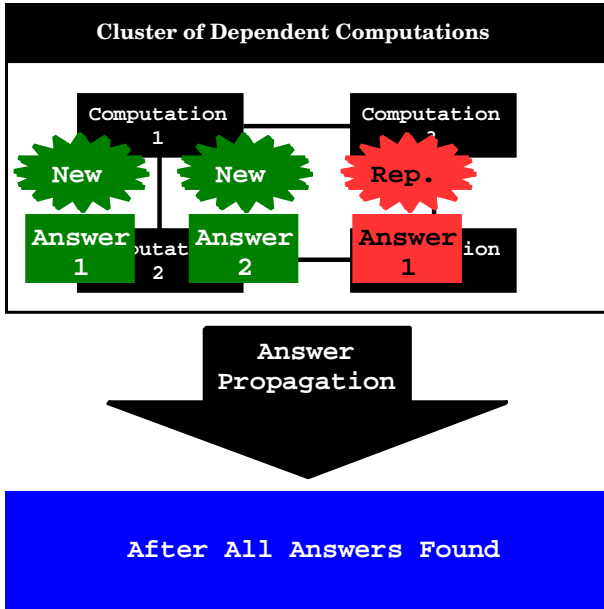 Cluster of Dependent Computations
Computation
1
Computation
New
New
Rep.
Answer
1
Answer
2
Answer
1
2
Answer
Propagation
After All Answers Found